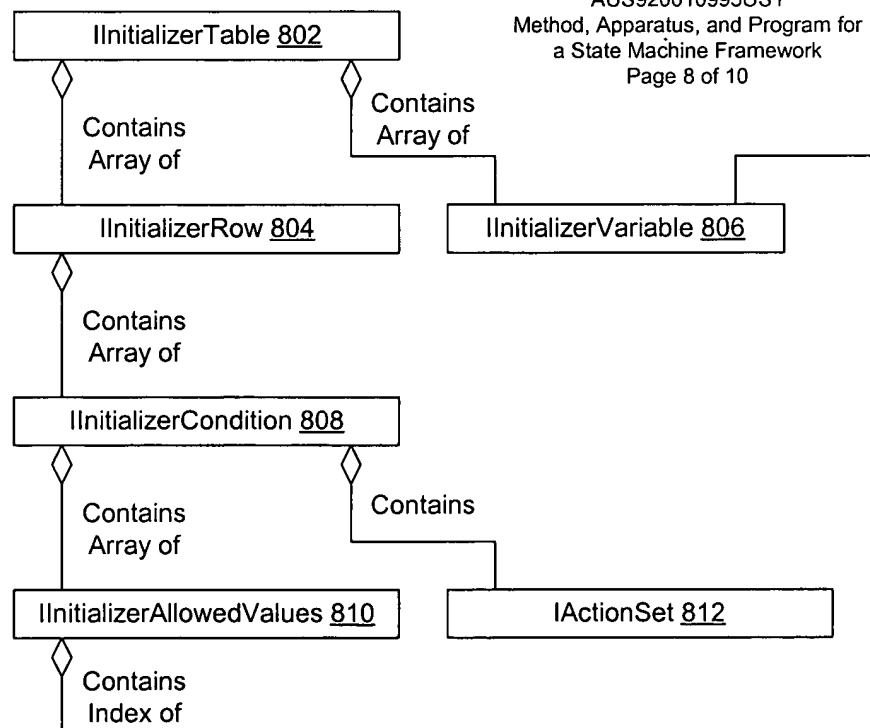 AUS920010995US1
Method, Apparatus, and Program for
a State Machine Framework
Page 8 of 10
IInitializerTable 802
Contains
Array of
Contains
Array of
IInitializerRow 804
IInitializerVariable 806
Contains
Array of
IInitializerCondition 808
Contains
Array of
Contains
IInitializerAllowedValues 810
IActionSet 812
Contains
Index of